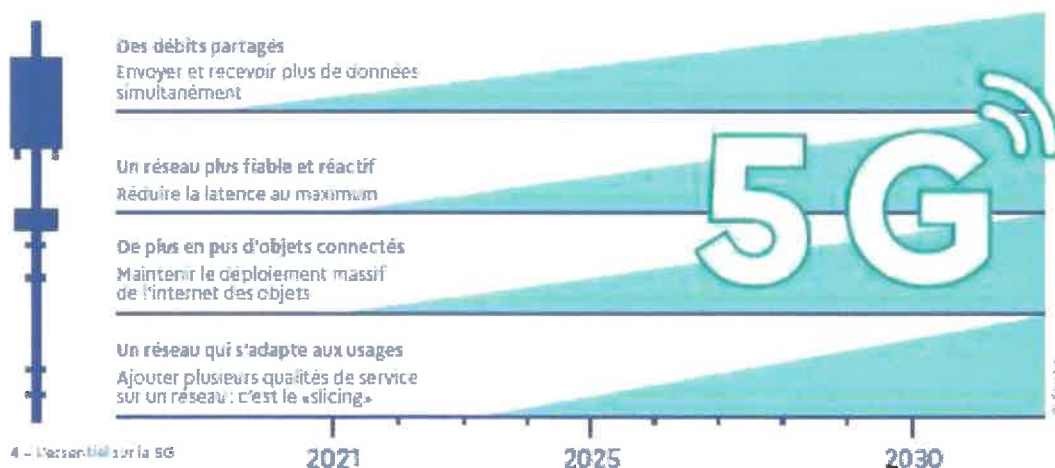 Des débits partagés
Envoyer et recevoir plus de données
simultanément
Un réseau plus fiable et réactif
Réduire la latence au maximum
5G
De plus en pus d'objets connectés
Maintenir le déploiement massif
de l'internet des objets
Un réseau qui s'adapte aux usages
Ajouter plusieurs qualités de service
sur un réseau : c'est le «slicing»
4 – L'essentiel sur la 5G
2021 2025 2030